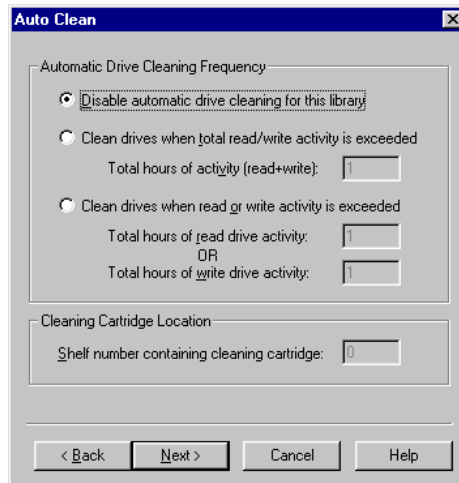 Auto Clean
Automatic Drive Cleaning Frequency
Disable automatic drive cleaning for this library
Clean drives when total read/write activity is exceeded
Total hours of activity (read+write): 1
Clean drives when read or write activity is exceeded
Total hours of read drive activity: 1
OR
Total hours of write drive activity: 1
Cleaning Cartridge Location
Shelf number containing cleaning cartridge: 0
< Back Next > Cancel Help